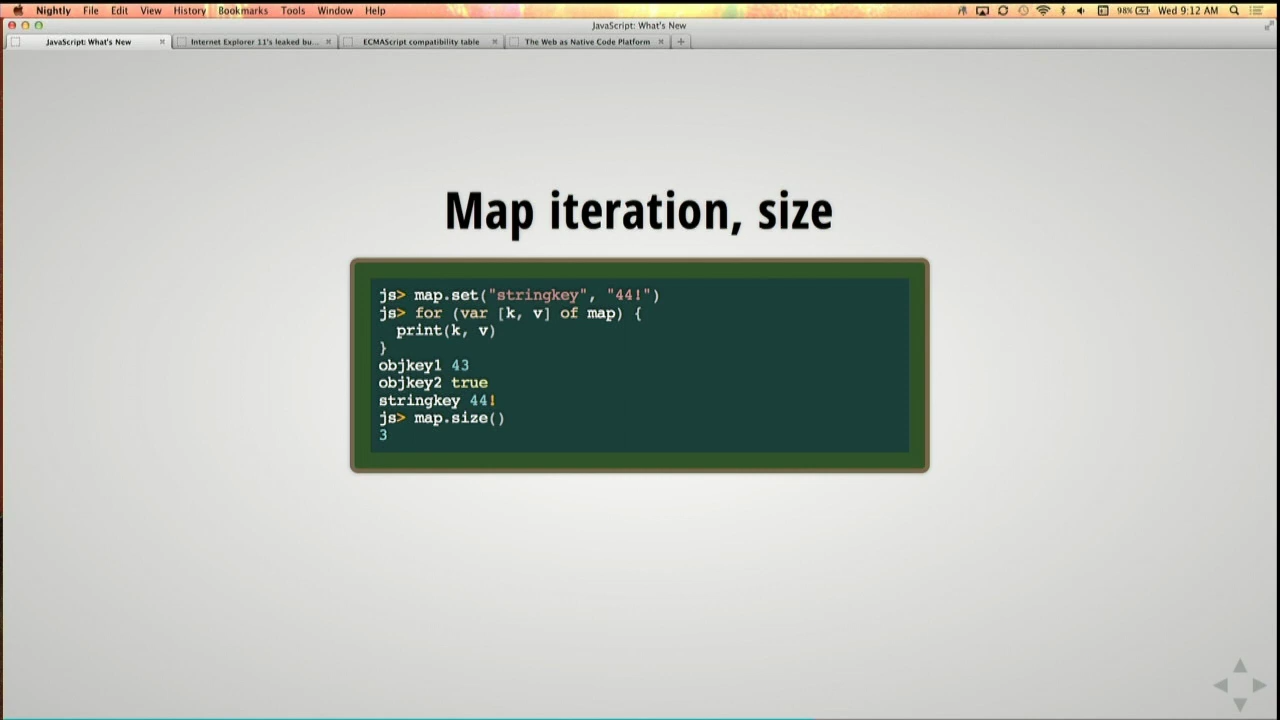 Nightly File Edit View History Bookmarks Tools Window Help 98% Wed 9:12 AM
JavaScript: What's New
JavaScript: What's New Internet Explorer 11's leaked bu... ECMAScript compatibility table The Web as Native Code Platform
Map iteration, size
js> map.set("stringkey", "44!")
js> for (var [k, v] of map) {
print(k, v)
}
objkey1 43
objkey2 true
stringkey 44!
js> map.size()
3